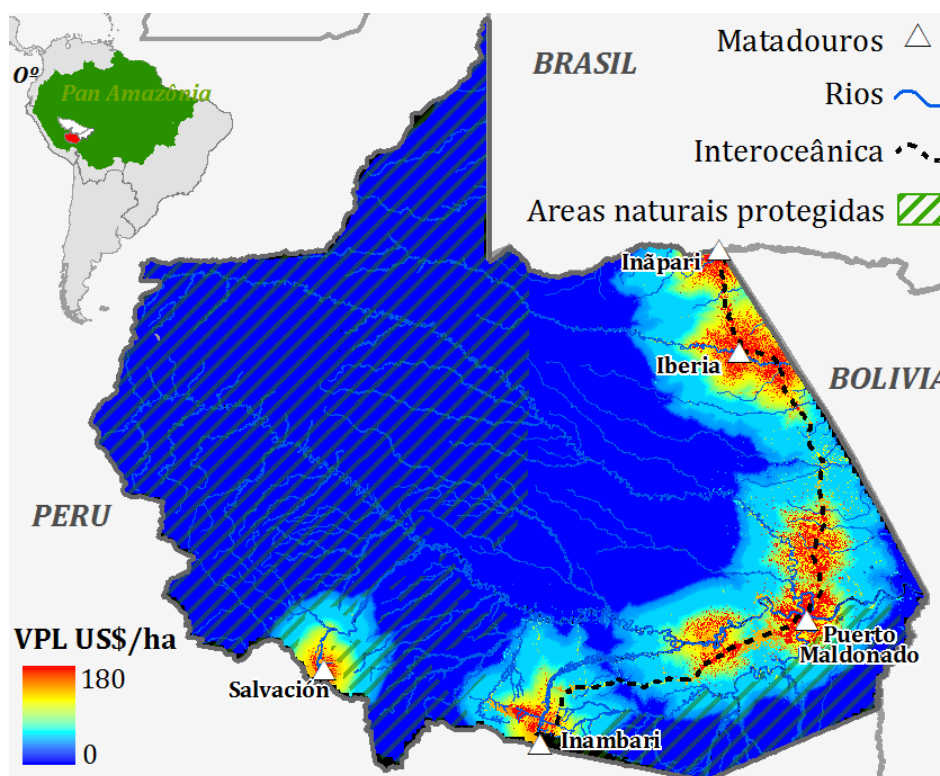 BRASIL
Matadouros
0º
Pan Amazônia
Rios
Interoceânica
Areas naturais protegidas
Inãpari
Iberia
BOLIVIA
PERU
VPL US$/ha
180
0
Salvación
Puerto
Maldonado
Inambari